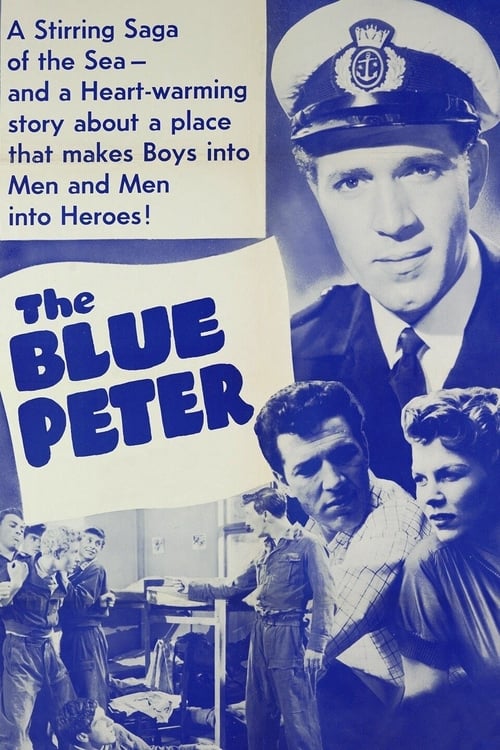 A Stirring Saga
of the Sea—
and a Heart-warming
story about a place
that makes Boys into
Men and Men
into Heroes!
The
BLUE
PETER